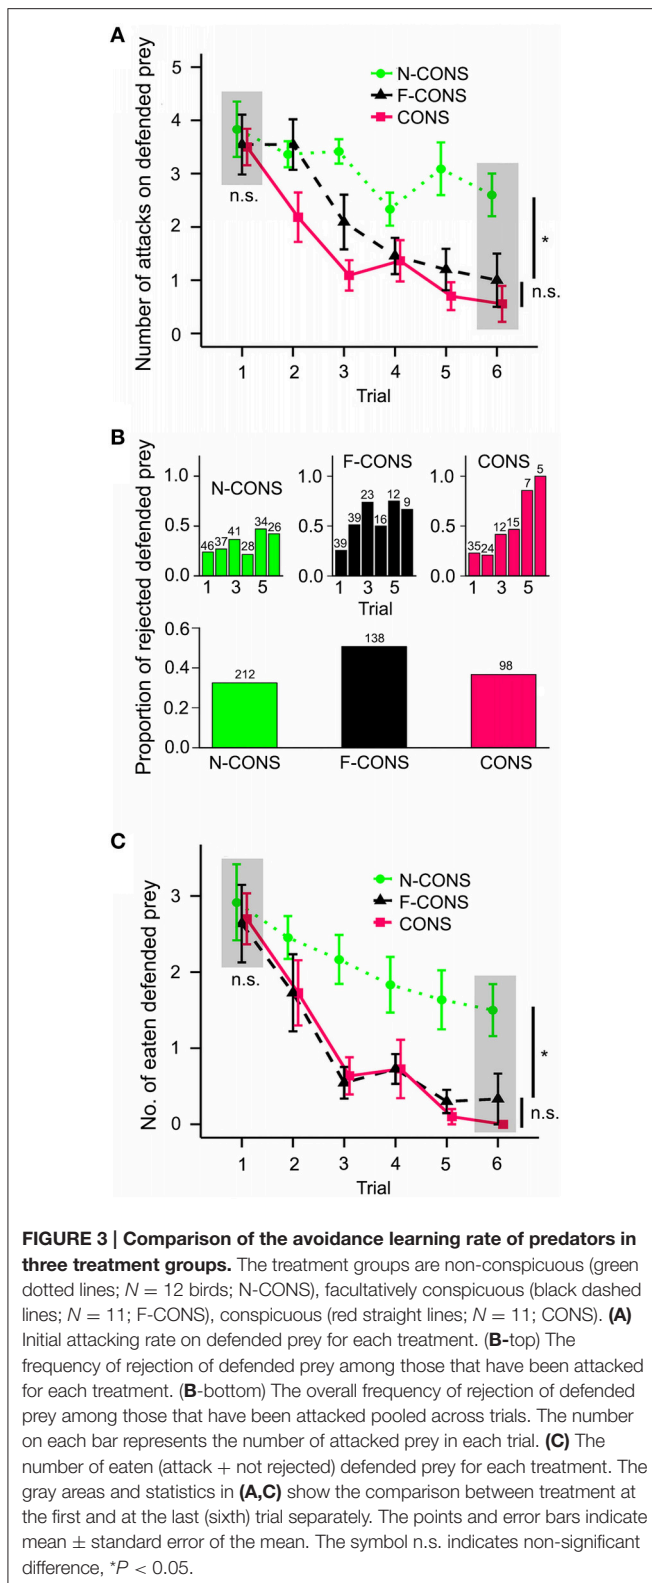 A
Number of attacks on defended prey
5
4
3
2
1
0
N-CONS
F-CONS
CONS
n.s.
*
n.s.
1 2 3 4 5 6
Trial
B
Proportion of rejected defended prey
1.0
0.5
0.0
N-CONS
46 37 41 28 34 26
1 3 5
1.0
0.5
0.0
F-CONS
39 39 23 16 12 9
1 3 5
1.0
0.5
0.0
CONS
35 24 12 15 7 5
1 3 5
Trial
0.6
0.4
0.2
0.0
212 138 98
N-CONS F-CONS CONS
C
No. of eaten defended prey
3
2
1
0
N-CONS
F-CONS
CONS
n.s.
*
n.s.
1 2 3 4 5 6
Trial
FIGURE 3 | Comparison of the avoidance learning rate of predators in
three treatment groups. The treatment groups are non-conspicuous (green
dotted lines; N = 12 birds; N-CONS), facultatively conspicuous (black dashed
lines; N = 11; F-CONS), conspicuous (red straight lines; N = 11; CONS). (A)
Initial attacking rate on defended prey for each treatment. (B-top) The
frequency of rejection of defended prey among those that have been attacked
for each treatment. (B-bottom) The overall frequency of rejection of defended
prey among those that have been attacked pooled across trials. The number
on each bar represents the number of attacked prey in each trial. (C) The
number of eaten (attack + not rejected) defended prey for each treatment. The
gray areas and statistics in (A,C) show the comparison between treatment at
the first and at the last (sixth) trial separately. The points and error bars indicate
mean ± standard error of the mean. The symbol n.s. indicates non-significant
difference, *P < 0.05.